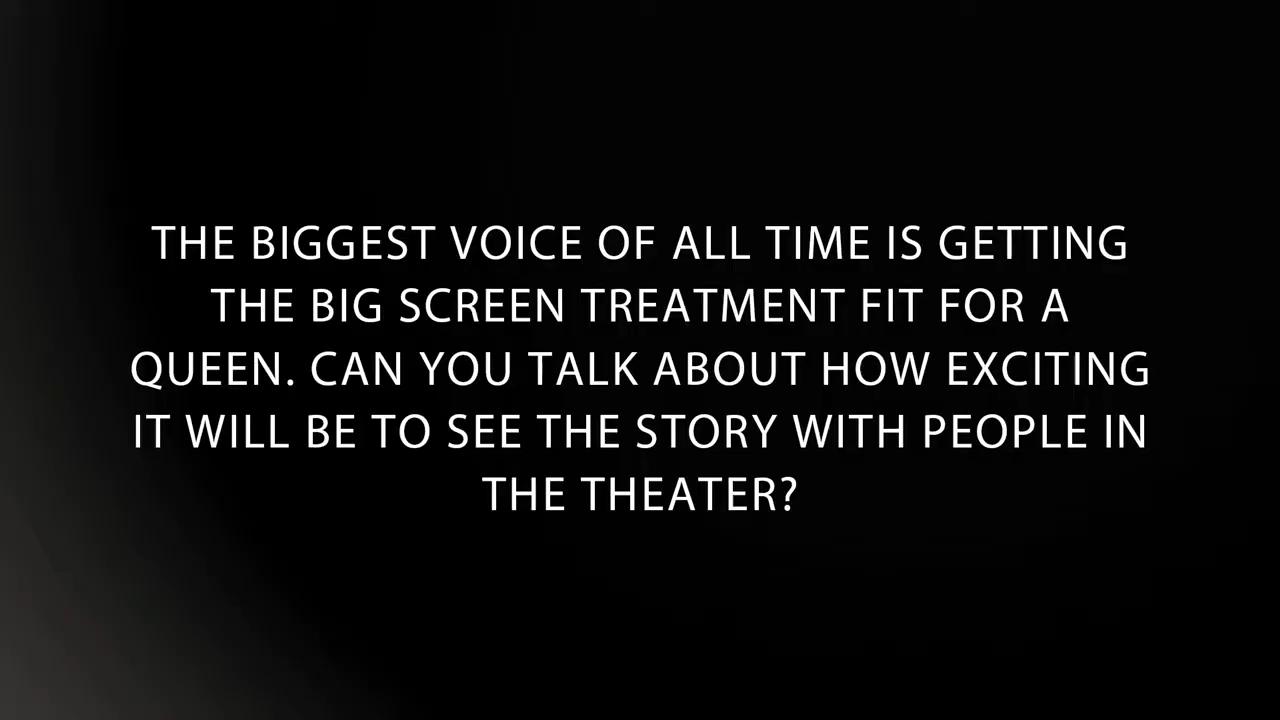 THE BIGGEST VOICE OF ALL TIME IS GETTING
THE BIG SCREEN TREATMENT FIT FOR A
QUEEN. CAN YOU TALK ABOUT HOW EXCITING
IT WILL BE TO SEE THE STORY WITH PEOPLE IN
THE THEATER?